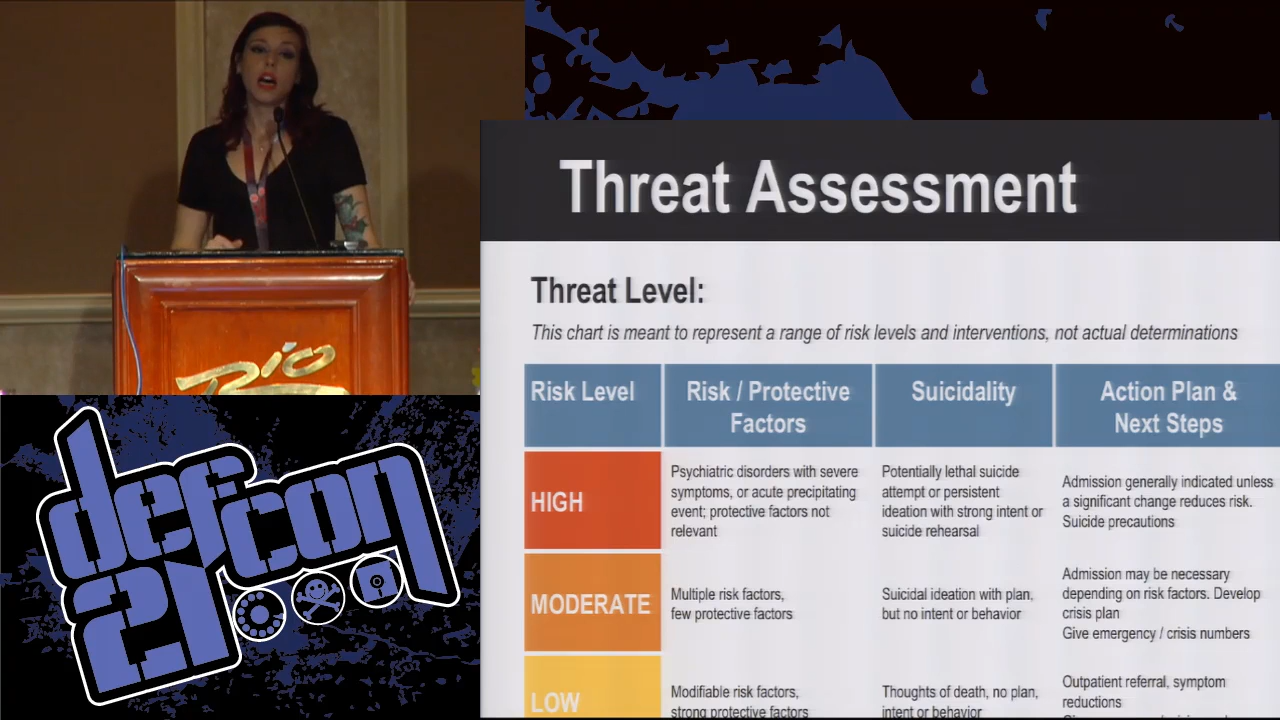 Threat Assessment
Threat Level:
This chart is meant to represent a range of risk levels and interventions, not actual determinations
Risk Level
Risk / Protective
Factors
Suicidality
Action Plan &
Next Steps
HIGH
Psychiatric disorders with severe
symptoms, or acute precipitating
event; protective factors not
relevant
Potentially lethal suicide
attempt or persistent
ideation with strong intent or
suicide rehearsal
Admission generally indicated unless
a significant change reduces risk.
Suicide precautions
MODERATE
Multiple risk factors,
few protective factors
Suicidal ideation with plan,
but no intent or behavior
Admission may be necessary
depending on risk factors. Develop
crisis plan
Give emergency / crisis numbers
LOW
Modifiable risk factors,
strong protective factors
Thoughts of death, no plan,
intent or behavior
Outpatient referral, symptom
reductions
Rio
defcon
21